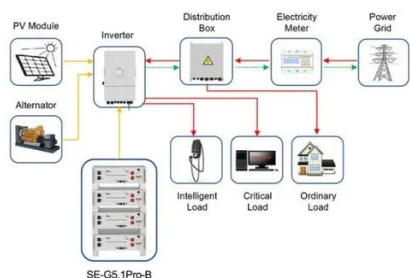 PV Module
Inverter
Distribution
Box
Electricity
Meter
Power
Grid
Alternator
Intelligent
Load
Critical
Load
Ordinary
Load
SE-G5.1Pro-B